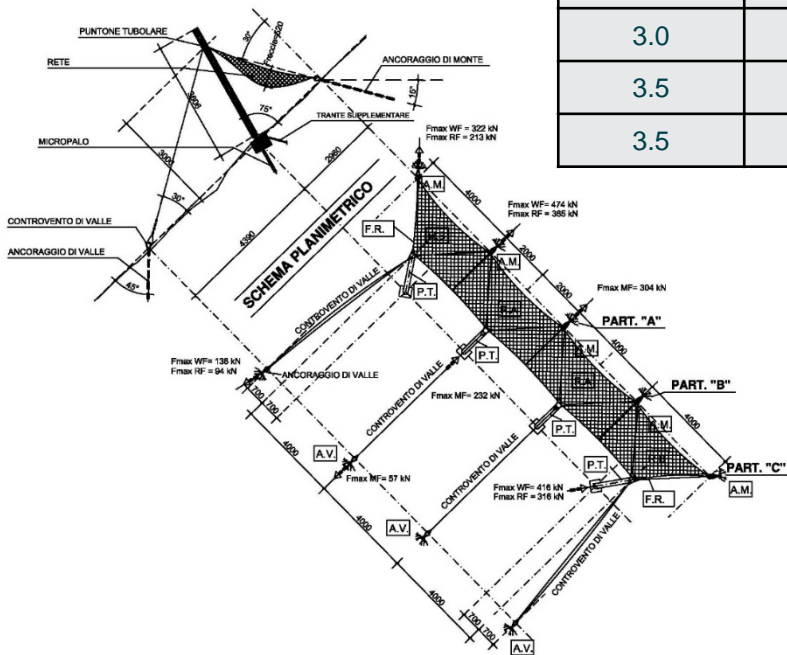 3.0
3.5
3.5
PUNTONE TUBOLARE
RETE
MICROPALO
CONTROVENTO DI VALLE
ANCORAGGIO DI VALLE
30°
ANCORAGGIO DI MONTE
15°
75°
TIRANTE SUPPLEMENTARE
3000
30°
45°
2960
4390
SCHEMA PLANIMETRICO
Fmax WF = 322 kN
Fmax RF = 213 kN
A.M.
4000
Fmax WF= 474 kN
Fmax RF = 365 kN
F.R.
A.M.
2000
2000
Fmax MF= 304 kN
P.T.
R.A.
PART. "A"
4000
CONTROVENTO DI VALLE
Fmax WF= 136 kN
Fmax RF = 94 kN
ANCORAGGIO DI VALLE
P.T.
PART. "B"
700
700
CONTROVENTO DI VALLE
Fmax MF= 232 kN
R.A.
P.T.
4000
4000
A.V.
Fmax MF= 57 kN
CONTROVENTO DI VALLE
Fmax WF=416 kN
RF = 316 kN
P.T.
F.R.
PART. "C"
A.M.
4000
A.V.
CONTROVENTO DI VALLE
4000
700
700
A.V.